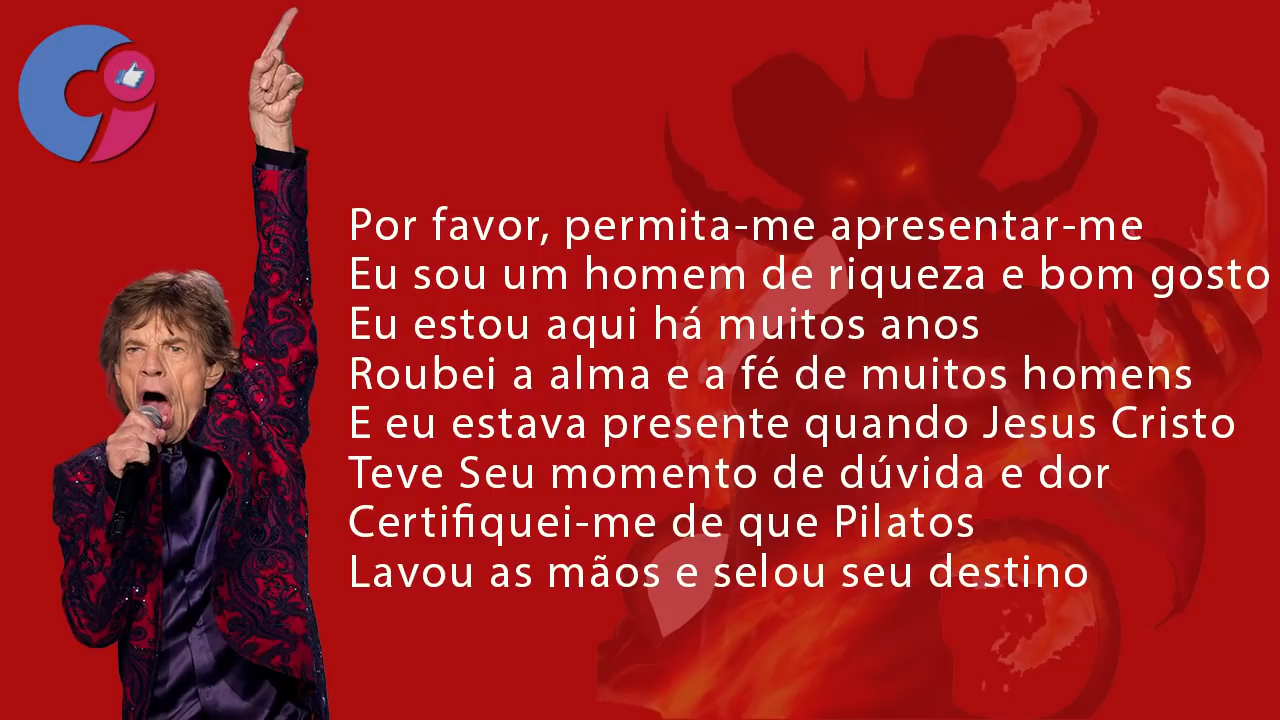 Por favor, permita-me apresentar-me
Eu sou um homem de riqueza e bom gosto
Eu estou aqui há muitos anos
Roubei a alma e a fé de muitos homens
E eu estava presente quando Jesus Cristo
Teve Seu momento de dúvida e dor
Certifiquei-me de que Pilatos
Lavou as mãos e selou seu destino